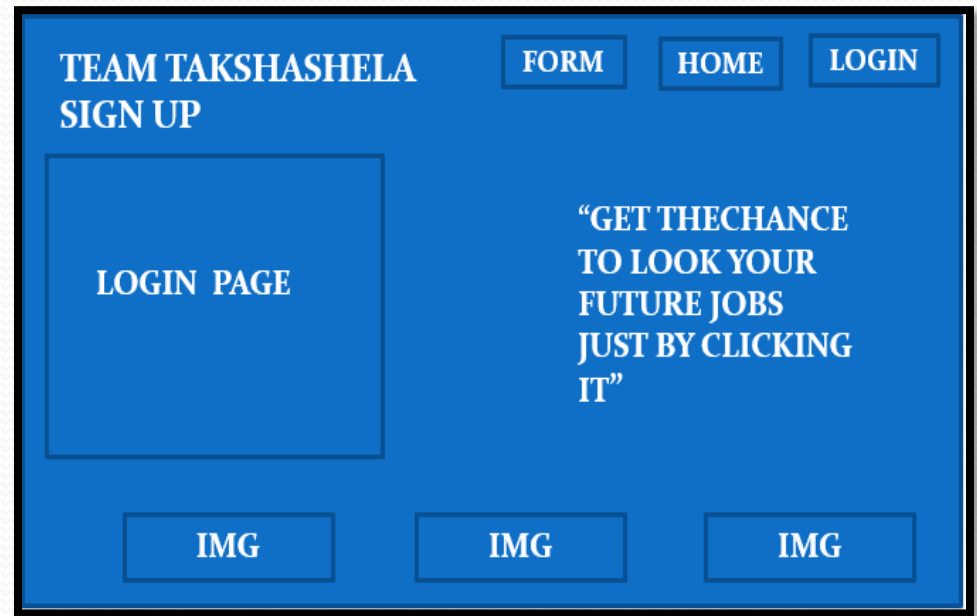 TEAM TAKSHASHELA
SIGN UP
FORM
HOME
LOGIN
LOGIN PAGE
“GET THECHANCE
TO LOOK YOUR
FUTURE JOBS
JUST BY CLICKING
IT”
IMG
IMG
IMG